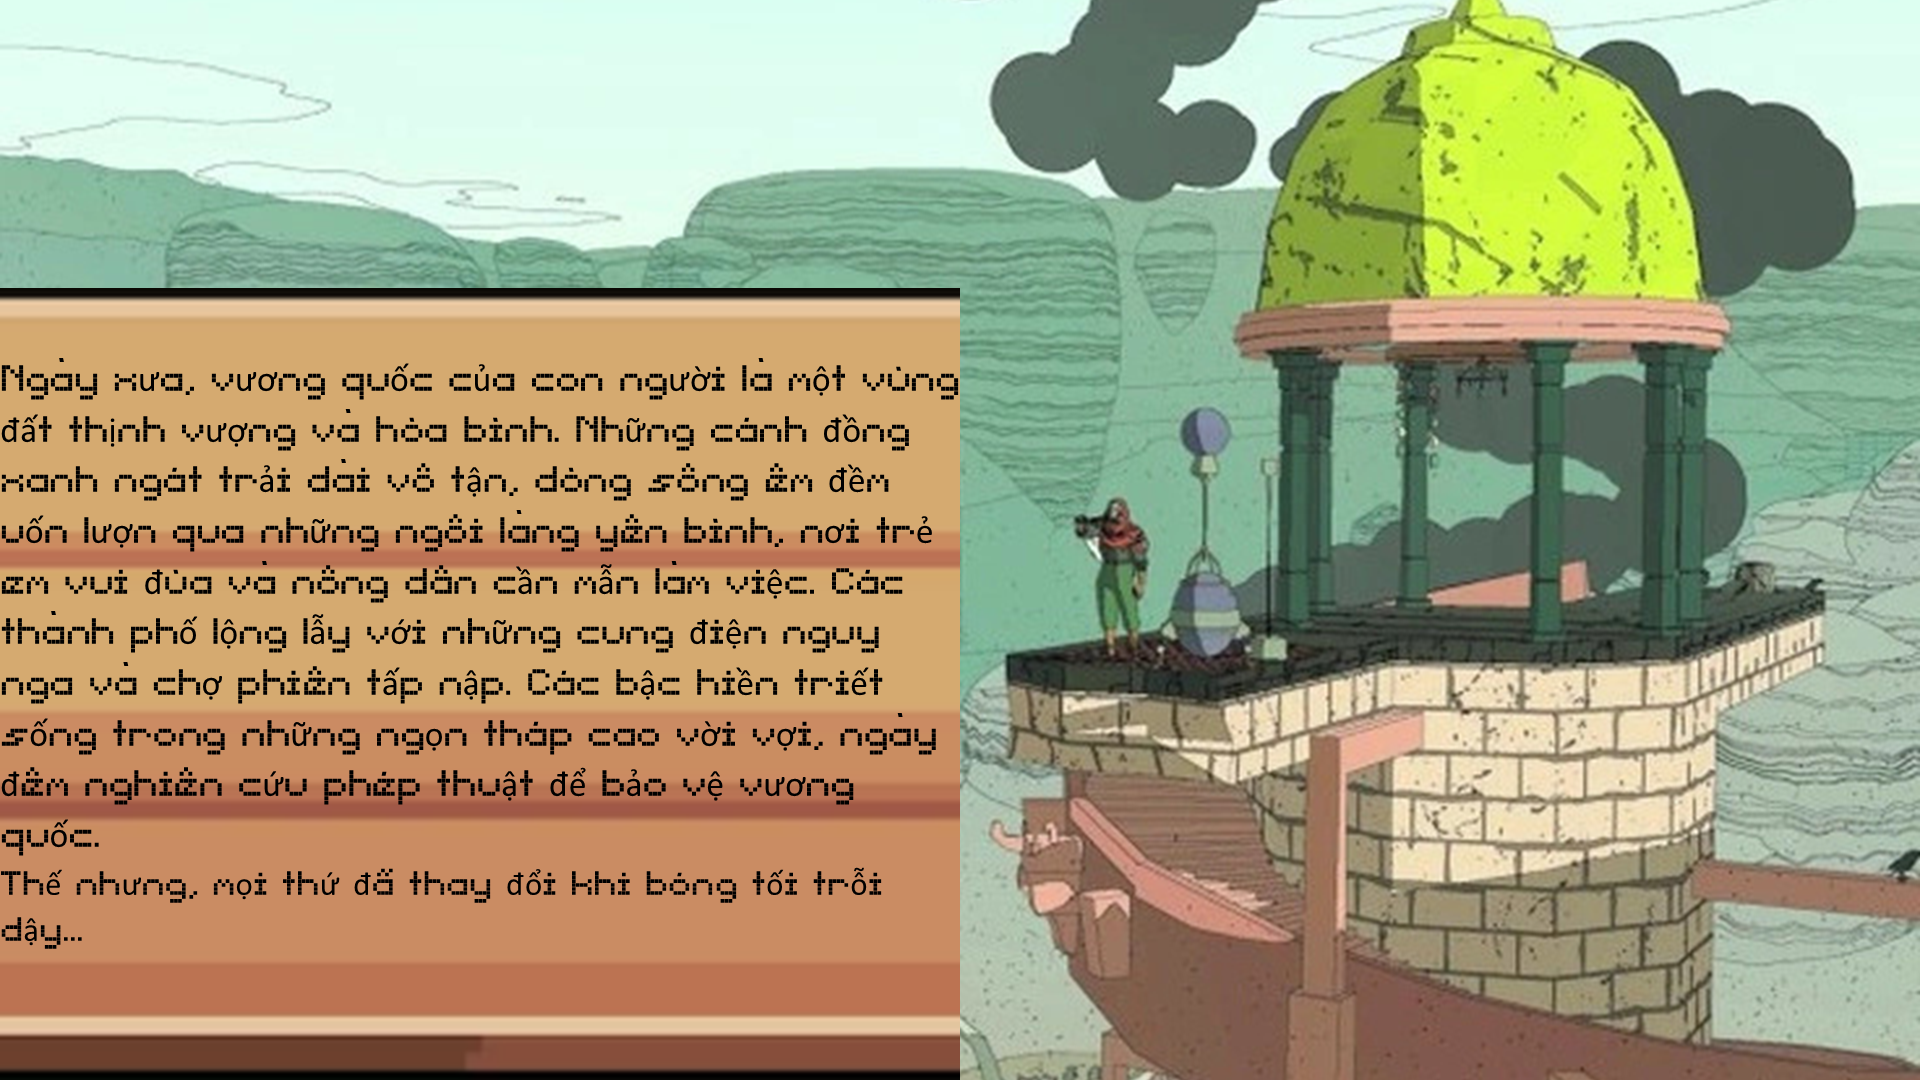 Ngày xưa, vương quốc của con người là một vùng
đất thịnh vượng và hòa bình. Những cánh đồng
xanh ngát trải dài vô tận, dòng sông êm đềm
uốn lượn qua những ngôi làng yên bình, nơi trẻ
em vui đùa và nông dân cần mẫn làm việc. Các
thành phố lộng lẫy với những cung điện nguy
nga và chợ phiên tấp nập. Các bậc hiền triết
sống trong những ngọn tháp cao vời vợi, ngày
đêm nghiên cứu phép thuật để bảo vệ vương
quốc.
Thế nhưng, mọi thứ đã thay đổi khi bóng tối trỗi
dậy...